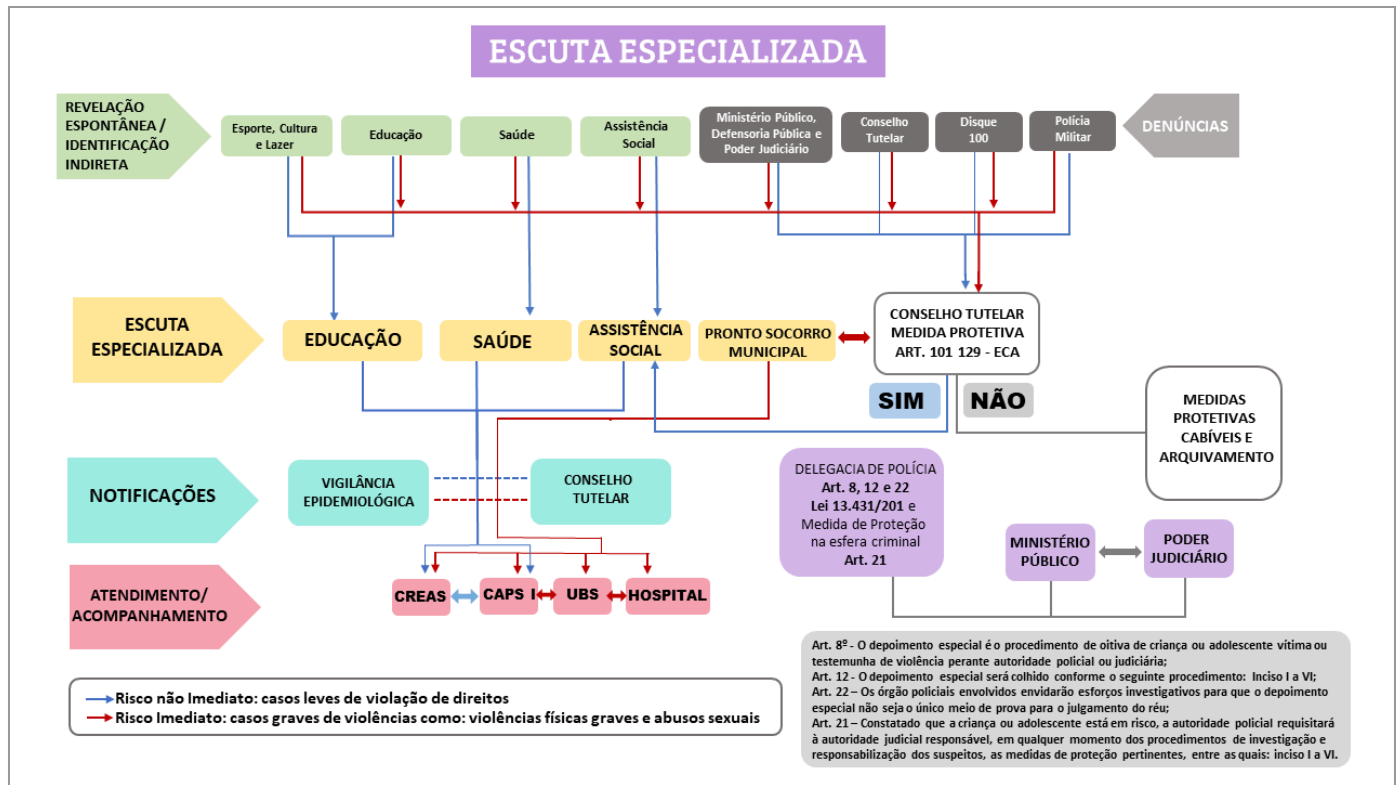 ESCUTA ESPECIALIZADA
REVELAÇÃO
ESPONTÂNEA /
IDENTIFICAÇÃO
INDIRETA
Esporte, Cultura
e Lazer
Educação
Saúde
Assistência
Social
Ministério Público,
Defensoria Pública e
Poder Judiciário
Conselho
Tutelar
Disque
100
Polícia
Militar
DENÚNCIAS
ESCUTA
ESPECIALIZADA
EDUCAÇÃO
SAÚDE
ASSISTÊNCIA
SOCIAL
PRONTO SOCORRO
MUNICIPAL
CONSELHO TUTELAR
MEDIDA PROTETIVA
ART. 101 129 - ECA
SIM
NÃO
MEDIDAS
PROTETIVAS
CABÍVEIS E
ARQUIVAMENTO
NOTIFICAÇÕES
VIGILÂNCIA
EPIDEMIOLÓGICA
CONSELHO
TUTELAR
DELEGACIA DE POLÍCIA
Art. 8, 12 e 22
Lei 13.431/201 e
Medida de Proteção
na esfera criminal
Art. 21
MINISTÉRIO
PÚBLICO
PODER
JUDICIÁRIO
ATENDIMENTO/
ACOMPANHAMENTO
CREAS
CAPS I
UBS
HOSPITAL
Risco não Imediato: casos leves de violação de direitos
Risco Imediato: casos graves de violências como: violências físicas graves e abusos sexuais
Art. 8º - O depoimento especial é o procedimento de oitiva de criança ou adolescente vítima ou
testemunha de violência perante autoridade policial ou judiciária;
Art. 12 - O depoimento especial será colhido conforme o seguinte procedimento: Inciso I a VI;
Art. 22 – Os órgão policiais envolvidos envidarão esforços investigativos para que o depoimento
especial não seja o único meio de prova para o julgamento do réu;
Art. 21 – Constatado que a criança ou adolescente está em risco, a autoridade policial requisitará
à autoridade judicial responsável, em qualquer momento dos procedimentos de investigação e
responsabilização dos suspeitos, as medidas de proteção pertinentes, entre as quais: inciso I a VI.